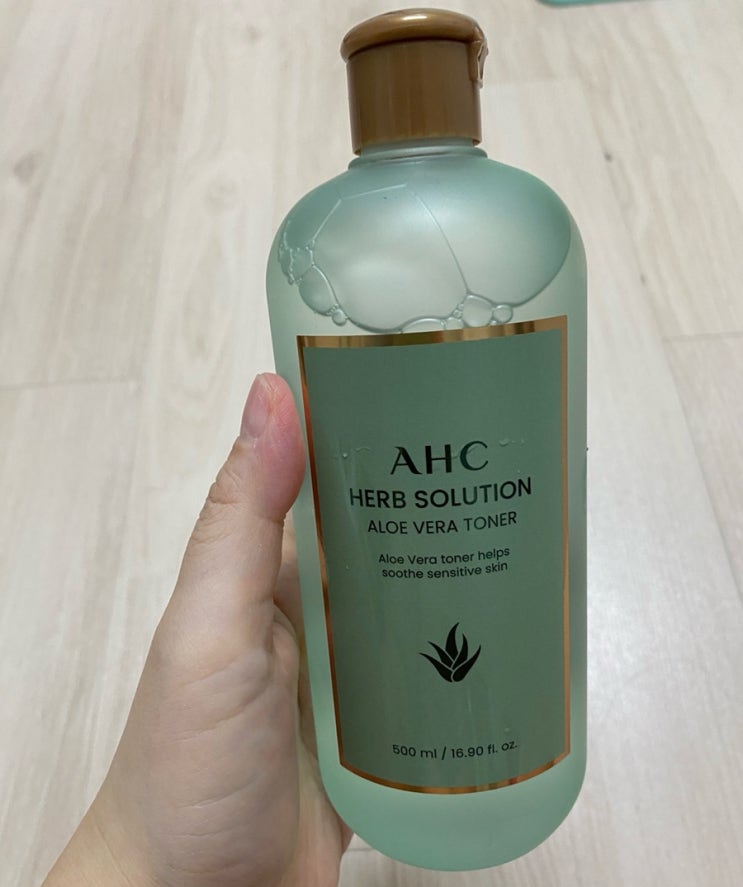 AHC
HERB SOLUTION
ALOE VERA TONER
Aloe Vera toner helps
soothe sensitive skin
500 ml / 16.90 fl. oz.